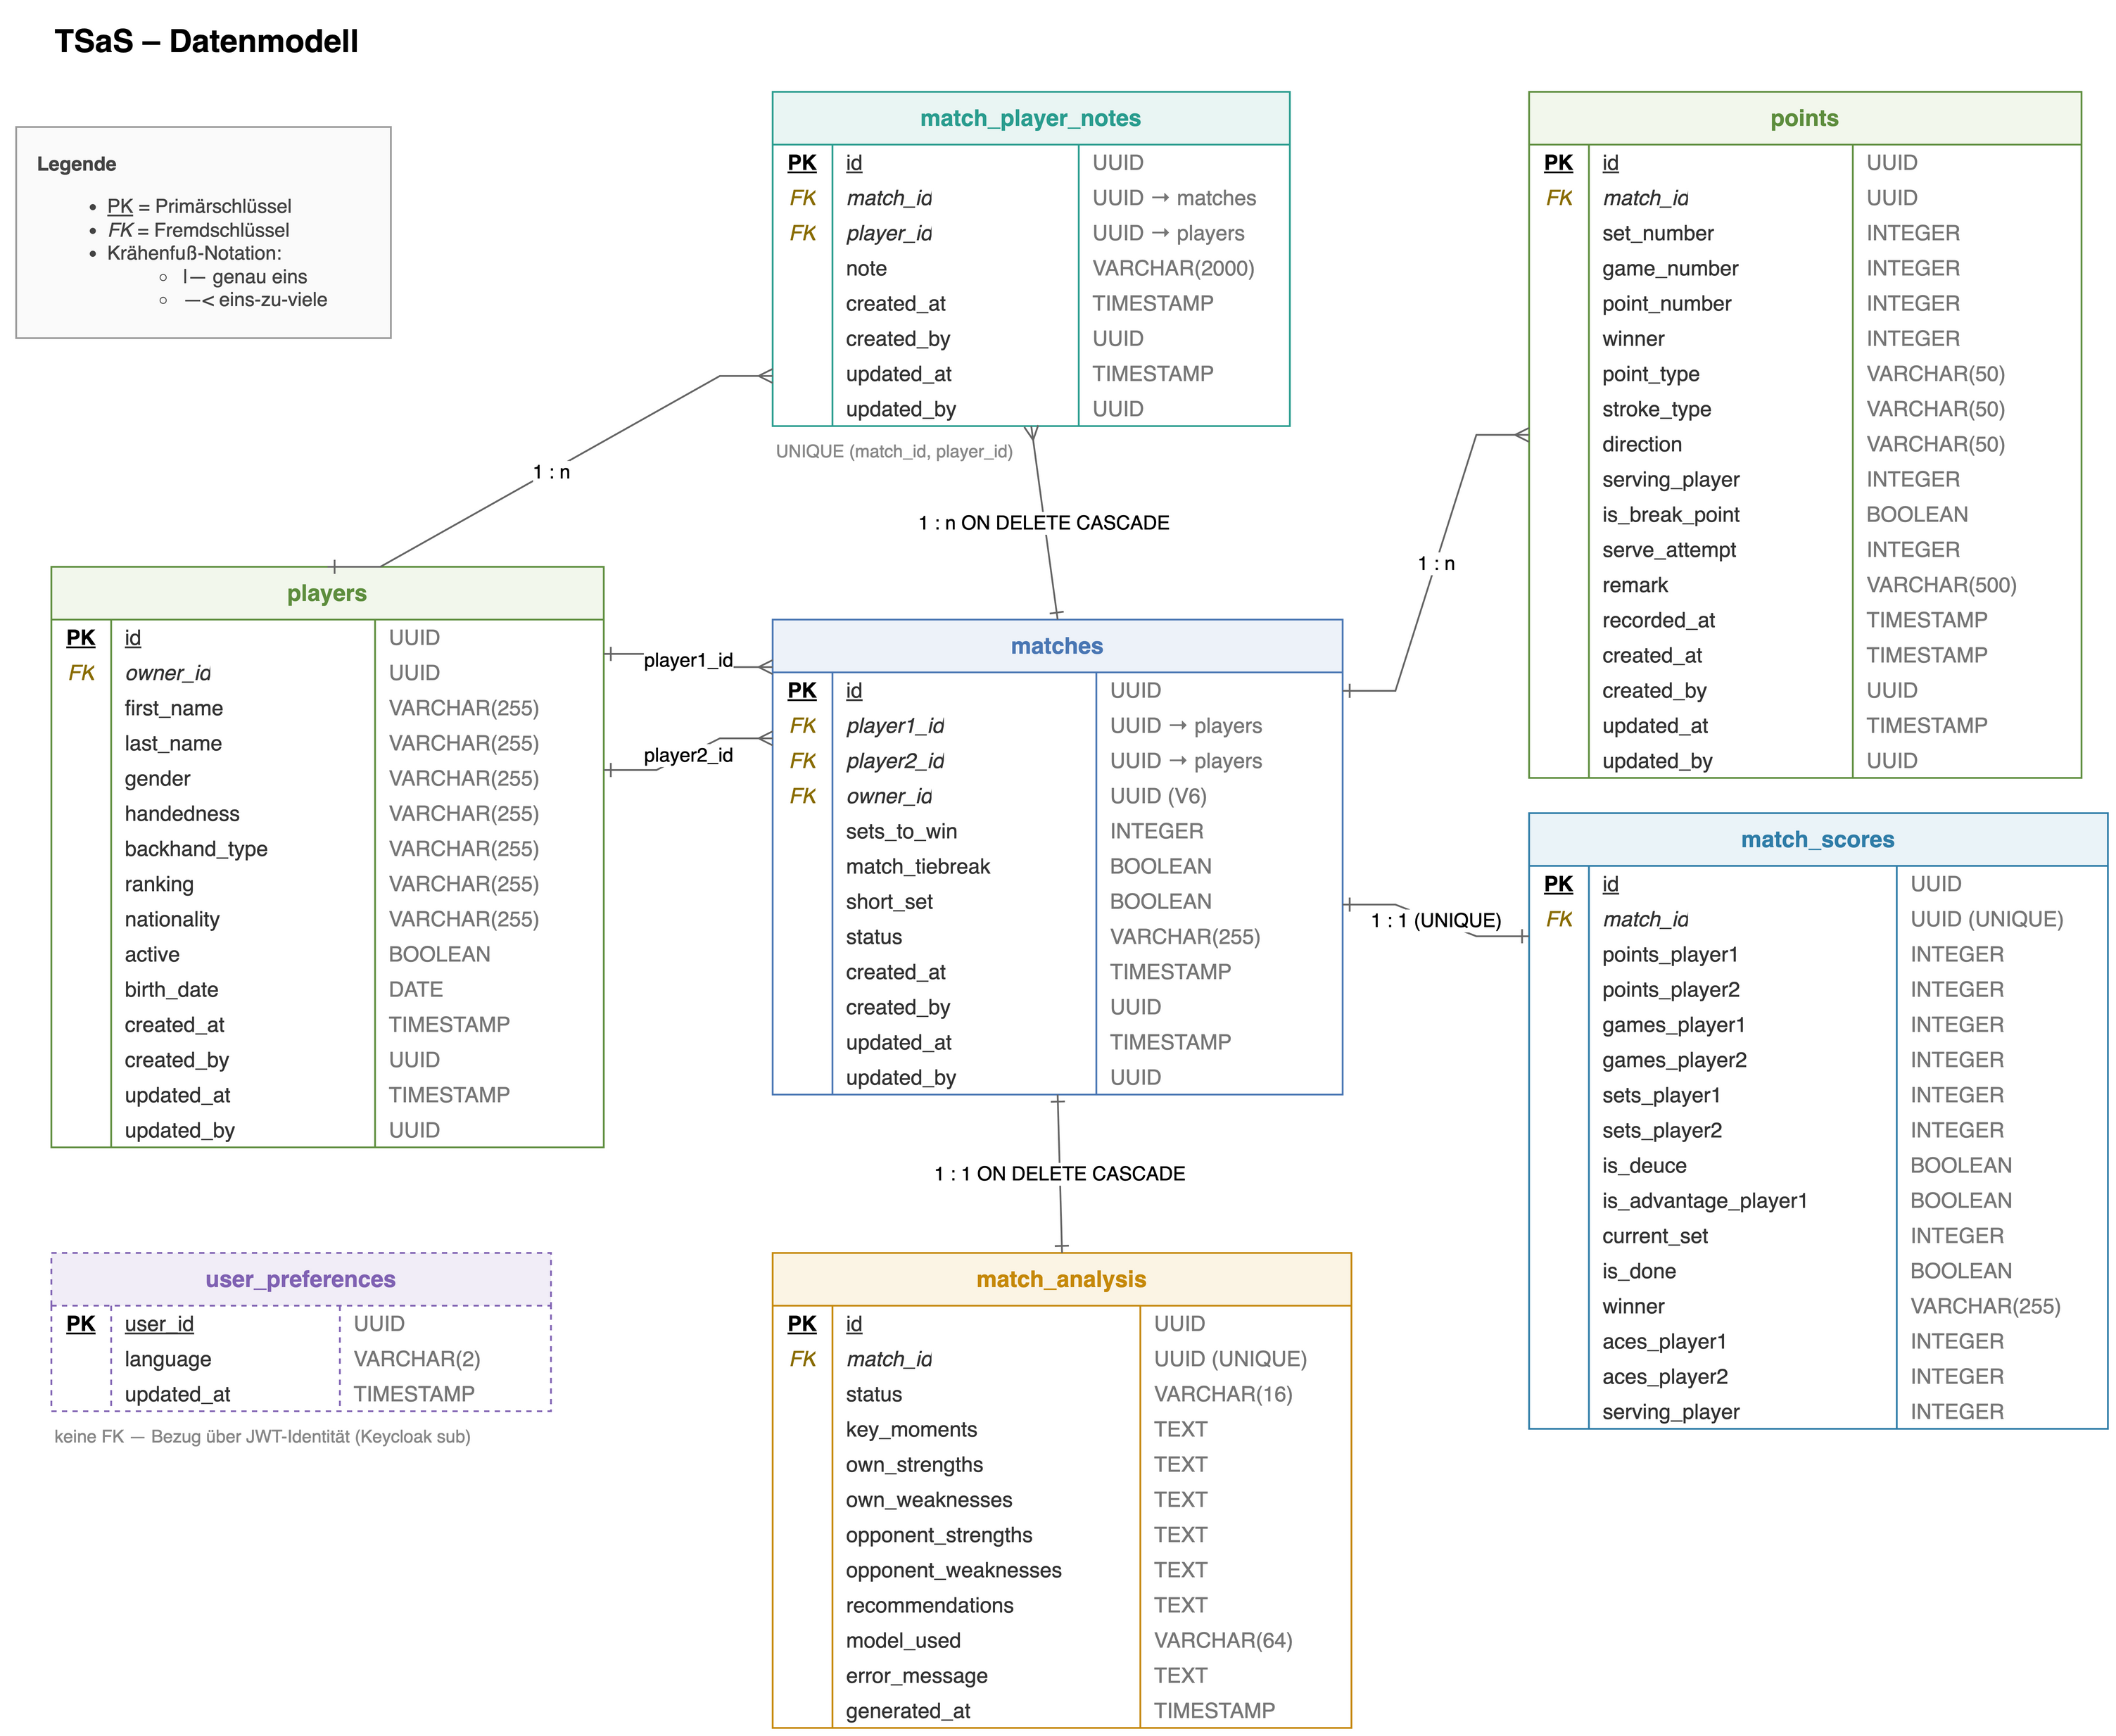 TSaS – Datenmodell
Legende
• PK = Primärschlüssel
• FK = Fremdschlüssel
• Krähenfuß-Notation:
○ |— genau eins
○ —< eins-zu-viele
match_player_notes
PK id UUID
FK match_id UUID → matches
FK player_id UUID → players
note VARCHAR(2000)
created_at TIMESTAMP
created_by UUID
updated_at TIMESTAMP
updated_by UUID
UNIQUE (match_id, player_id)
points
PK id UUID
FK match_id UUID
set_number INTEGER
game_number INTEGER
point_number INTEGER
winner INTEGER
point_type VARCHAR(50)
stroke_type VARCHAR(50)
direction VARCHAR(50)
serving_player INTEGER
is_break_point BOOLEAN
serve_attempt INTEGER
remark VARCHAR(500)
recorded_at TIMESTAMP
created_at TIMESTAMP
created_by UUID
updated_at TIMESTAMP
updated_by UUID
1 : n
1 : n ON DELETE CASCADE
1 : n
players
PK id UUID
FK owner_id UUID
first_name VARCHAR(255)
last_name VARCHAR(255)
gender VARCHAR(255)
handedness VARCHAR(255)
backhand_type VARCHAR(255)
ranking VARCHAR(255)
nationality VARCHAR(255)
active BOOLEAN
birth_date DATE
created_at TIMESTAMP
created_by UUID
updated_at TIMESTAMP
updated_by UUID
player1_id
player2_id
matches
PK id UUID
FK player1_id UUID → players
FK player2_id UUID → players
FK owner_id UUID (V6)
sets_to_win INTEGER
match_tiebreak BOOLEAN
short_set BOOLEAN
status VARCHAR(255)
created_at TIMESTAMP
created_by UUID
updated_at TIMESTAMP
updated_by UUID
1 : 1 (UNIQUE)
match_scores
PK id UUID
FK match_id UUID (UNIQUE)
points_player1 INTEGER
points_player2 INTEGER
games_player1 INTEGER
games_player2 INTEGER
sets_player1 INTEGER
sets_player2 INTEGER
is_deuce BOOLEAN
is_advantage_player1 BOOLEAN
current_set INTEGER
is_done BOOLEAN
winner VARCHAR(255)
aces_player1 INTEGER
aces_player2 INTEGER
serving_player INTEGER
1 : 1 ON DELETE CASCADE
user_preferences
PK user_id UUID
language VARCHAR(2)
updated_at TIMESTAMP
keine FK — Bezug über JWT-Identität (Keycloak sub)
match_analysis
PK id UUID
FK match_id UUID (UNIQUE)
status VARCHAR(16)
key_moments TEXT
own_strengths TEXT
own_weaknesses TEXT
opponent_strengths TEXT
opponent_weaknesses TEXT
recommendations TEXT
model_used VARCHAR(64)
error_message TEXT
generated_at TIMESTAMP